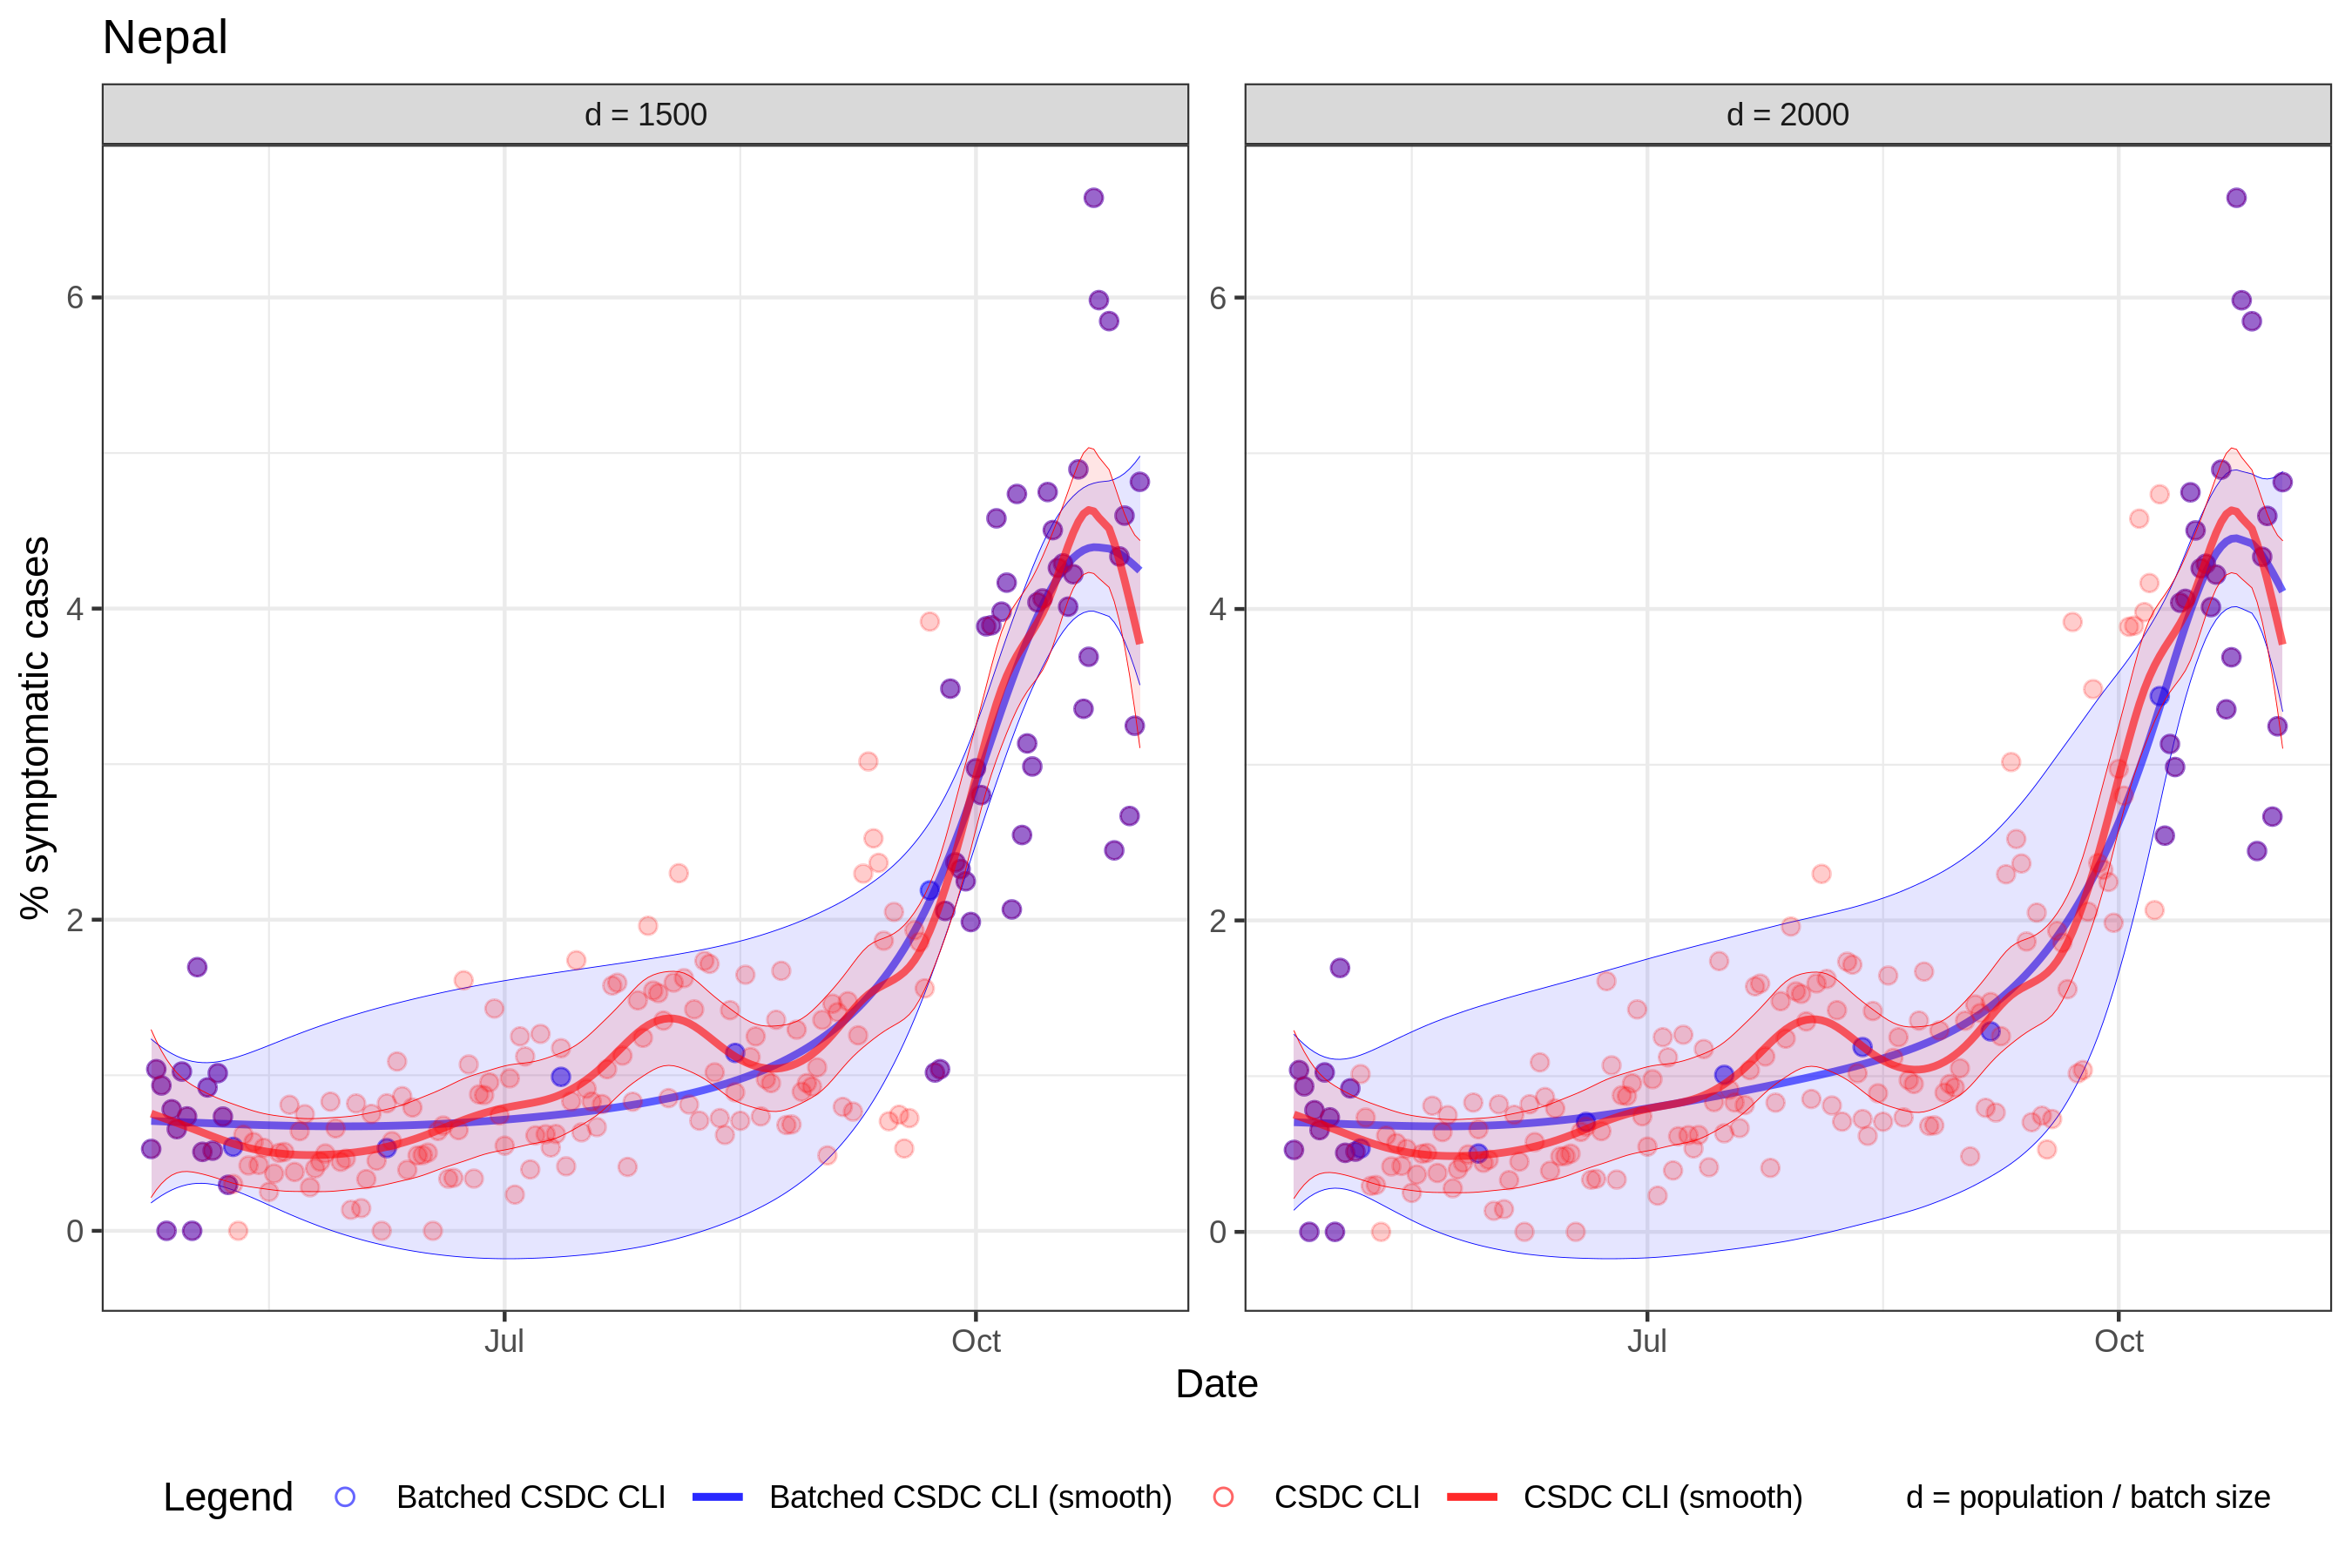 Nepal
d = 1500
d = 2000
% symptomatic cases
6
4
2
0
6
4
2
0
Jul
Oct
Jul
Oct
Date
Legend
Batched CSDC CLI
Batched CSDC CLI (smooth)
CSDC CLI
CSDC CLI (smooth)
d = population / batch size